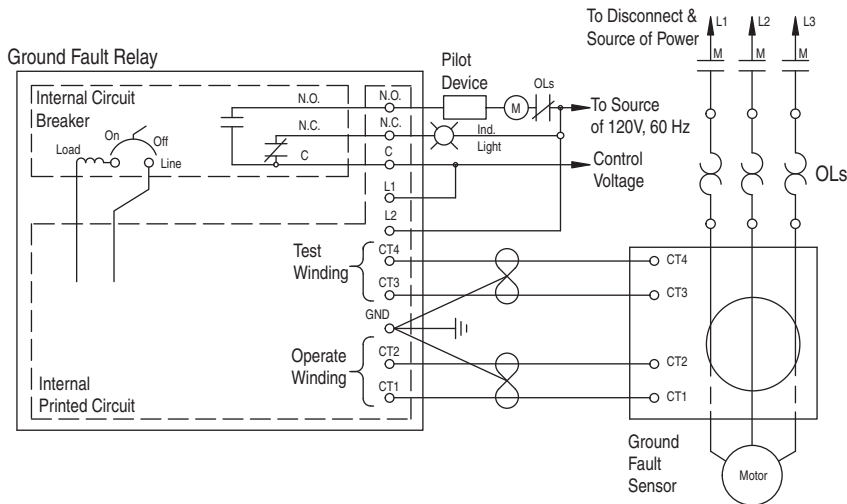 To Disconnect &
Source of Power
L1
L2
L3
M
M
M
Ground Fault Relay
Pilot
Device
Internal Circuit
Breaker
N.O.
N.O.
OLs
M
To Source
of 120V, 60 Hz
On
Off
N.C.
N.C.
Ind.
Light
Load
Line
C
C
Control
Voltage
OLs
L1
L2
Test
Winding
CT4
CT3
CT4
CT3
GND
Operate
Winding
CT2
CT1
CT2
CT1
Internal
Printed Circuit
Ground
Fault
Sensor
Motor